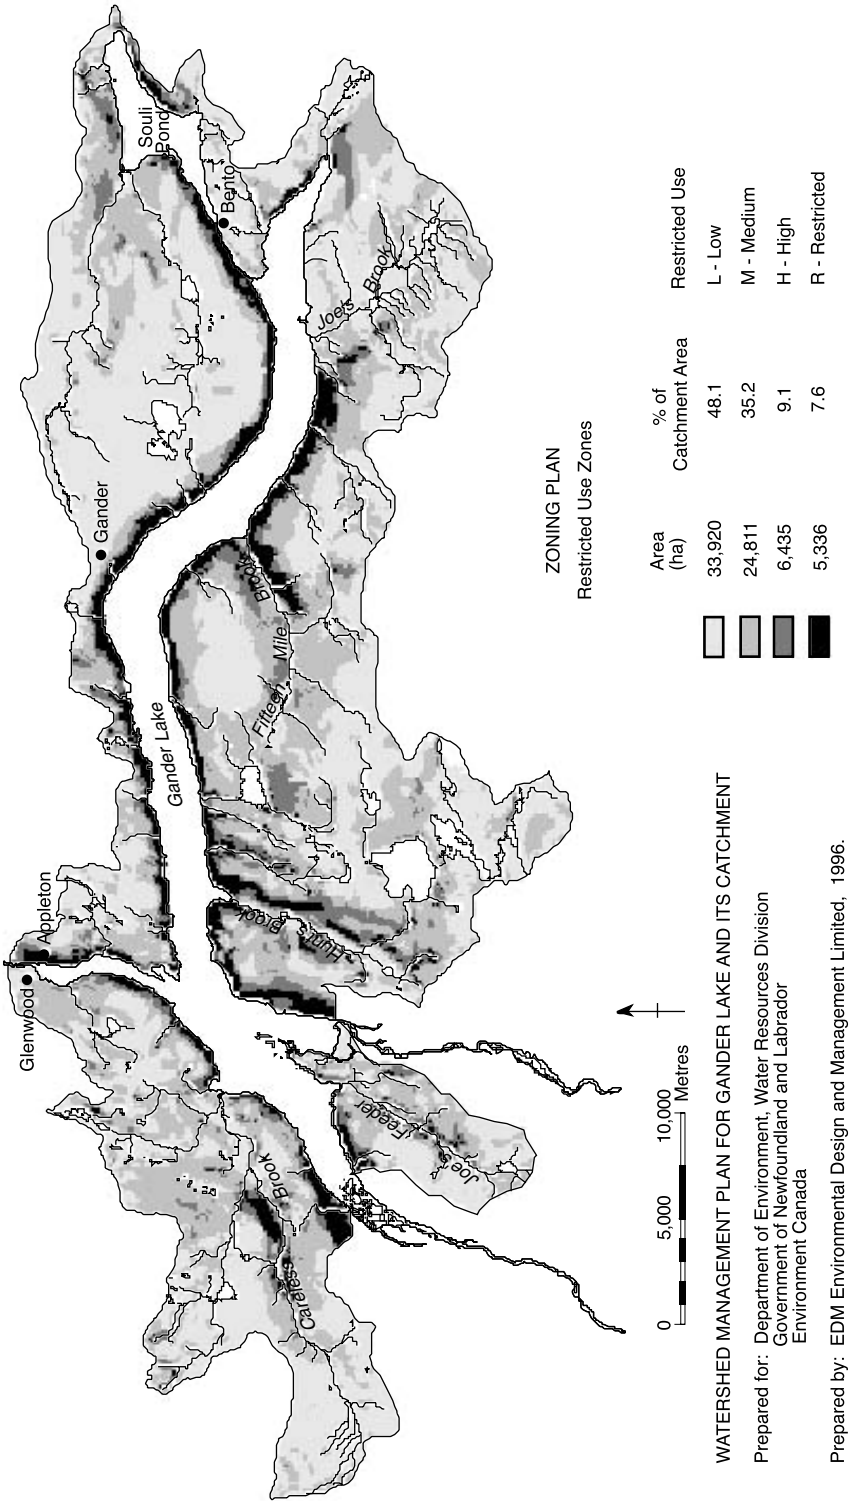 Souli
Pond
Bento
Gander
Joe's Brook
Gander Lake
Fifteen Mile Brook
Appleton
Glenwood
Hunt's Brook
Careless Brook
Joe's Feeder
ZONING PLAN
Restricted Use Zones
Area (ha) % of Catchment Area Restricted Use
33,920 48.1 L - Low
24,811 35.2 M - Medium
6,435 9.1 H - High
5,336 7.6 R - Restricted
0 5,000 10,000 Metres
WATERSHED MANAGEMENT PLAN FOR GANDER LAKE AND ITS CATCHMENT
Prepared for: Department of Environment, Water Resources Division
Government of Newfoundland and Labrador
Environment Canada
Prepared by: EDM Environmental Design and Management Limited, 1996.